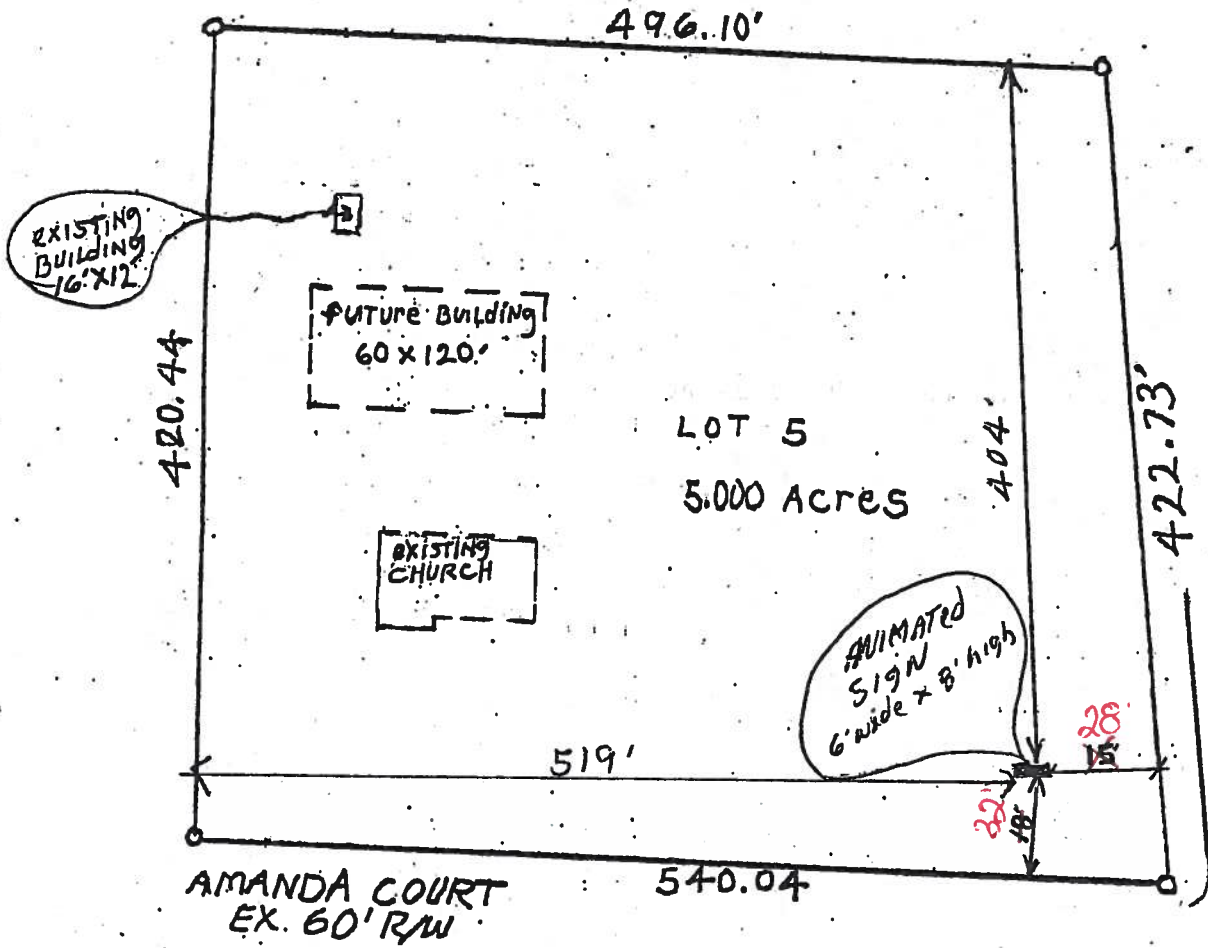 496.10'
existing
BUILDING
16'X12'
FUTURE BUILDING
60 X 120'
420.44
LOT 5
5.000 Acres
404'
422.73'
existing
CHURCH
ANIMATED
SIGN
6' wide x 8' high
28'
15'
519'
22'
18'
540.04
AMANDA COURT
EX. 60' R/W